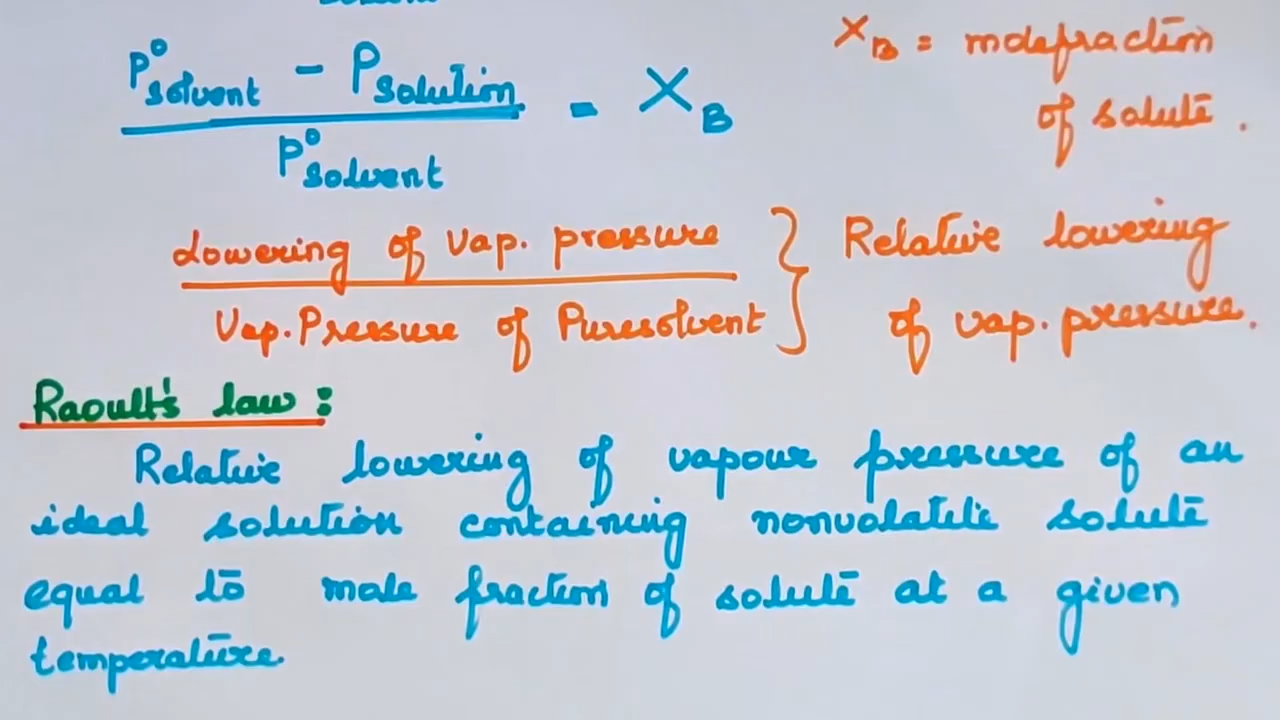 P°solvent - Psolution
= XB
P°solvent
XB = molefraction
of solute.
Lowering of Vap. pressure
Vap. Pressure of Puresolvent
} Relative lowering
of vap. pressure.
Raoult's law :
Relative lowering of vapour pressure of an
ideal solution containing nonvolatile solute
equal to mole fraction of solute at a given
temperature